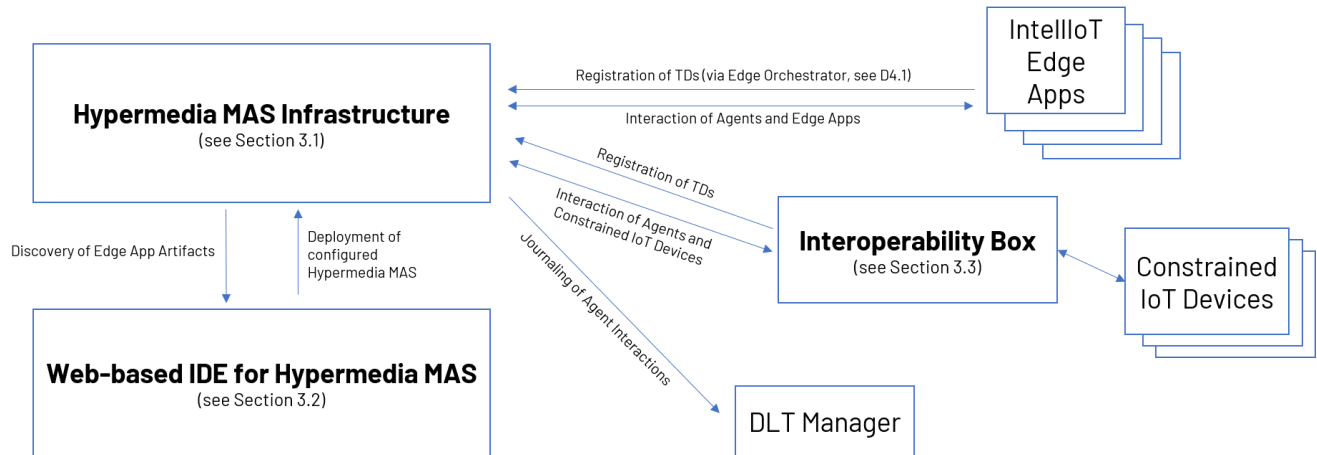 IntellIoT
Edge
Apps
Registration of TDs (via Edge Orchestrator, see D4.1)
Hypermedia MAS Infrastructure
(see Section 3.1)
Interaction of Agents and Edge Apps
Registration of TDs
Interaction of Agents and
Constrained IoT Devices
Discovery of Edge App Artifacts
Deployment of
configured
Hypermedia MAS
Journaling of Agent Interactions
Interoperability Box
(see Section 3.3)
Constrained
IoT Devices
Web-based IDE for Hypermedia MAS
(see Section 3.2)
DLT Manager